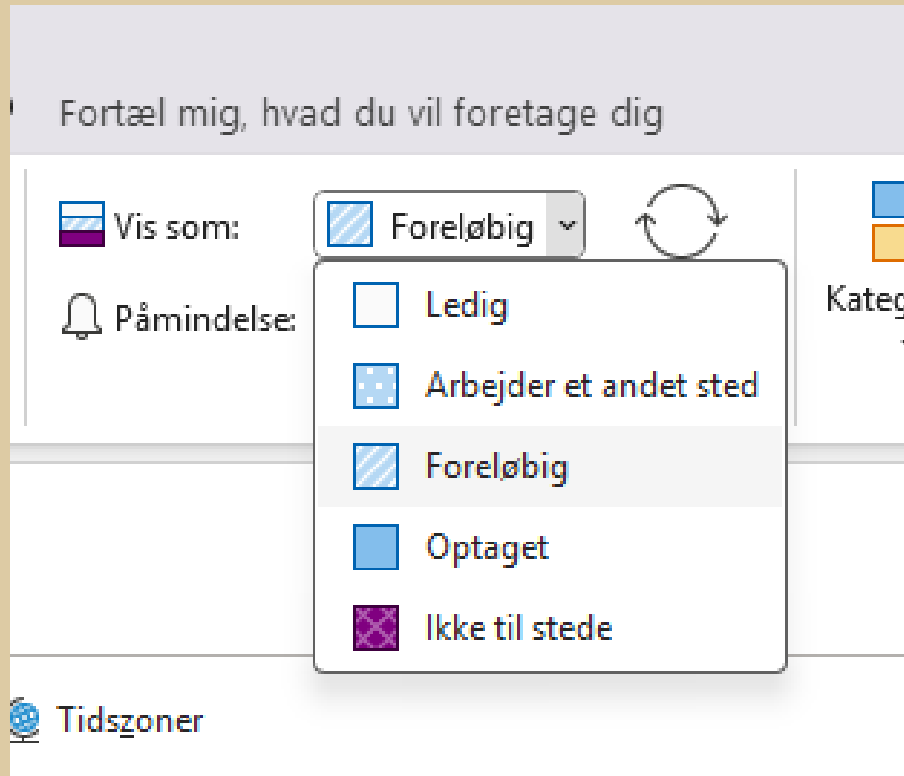 Fortæl mig, hvad du vil foretage dig
Vis som:
Foreløbig
Påmindelse:
Ledig
Arbejder et andet sted
Foreløbig
Optaget
Ikke til stede
Kateg
Tidszoner